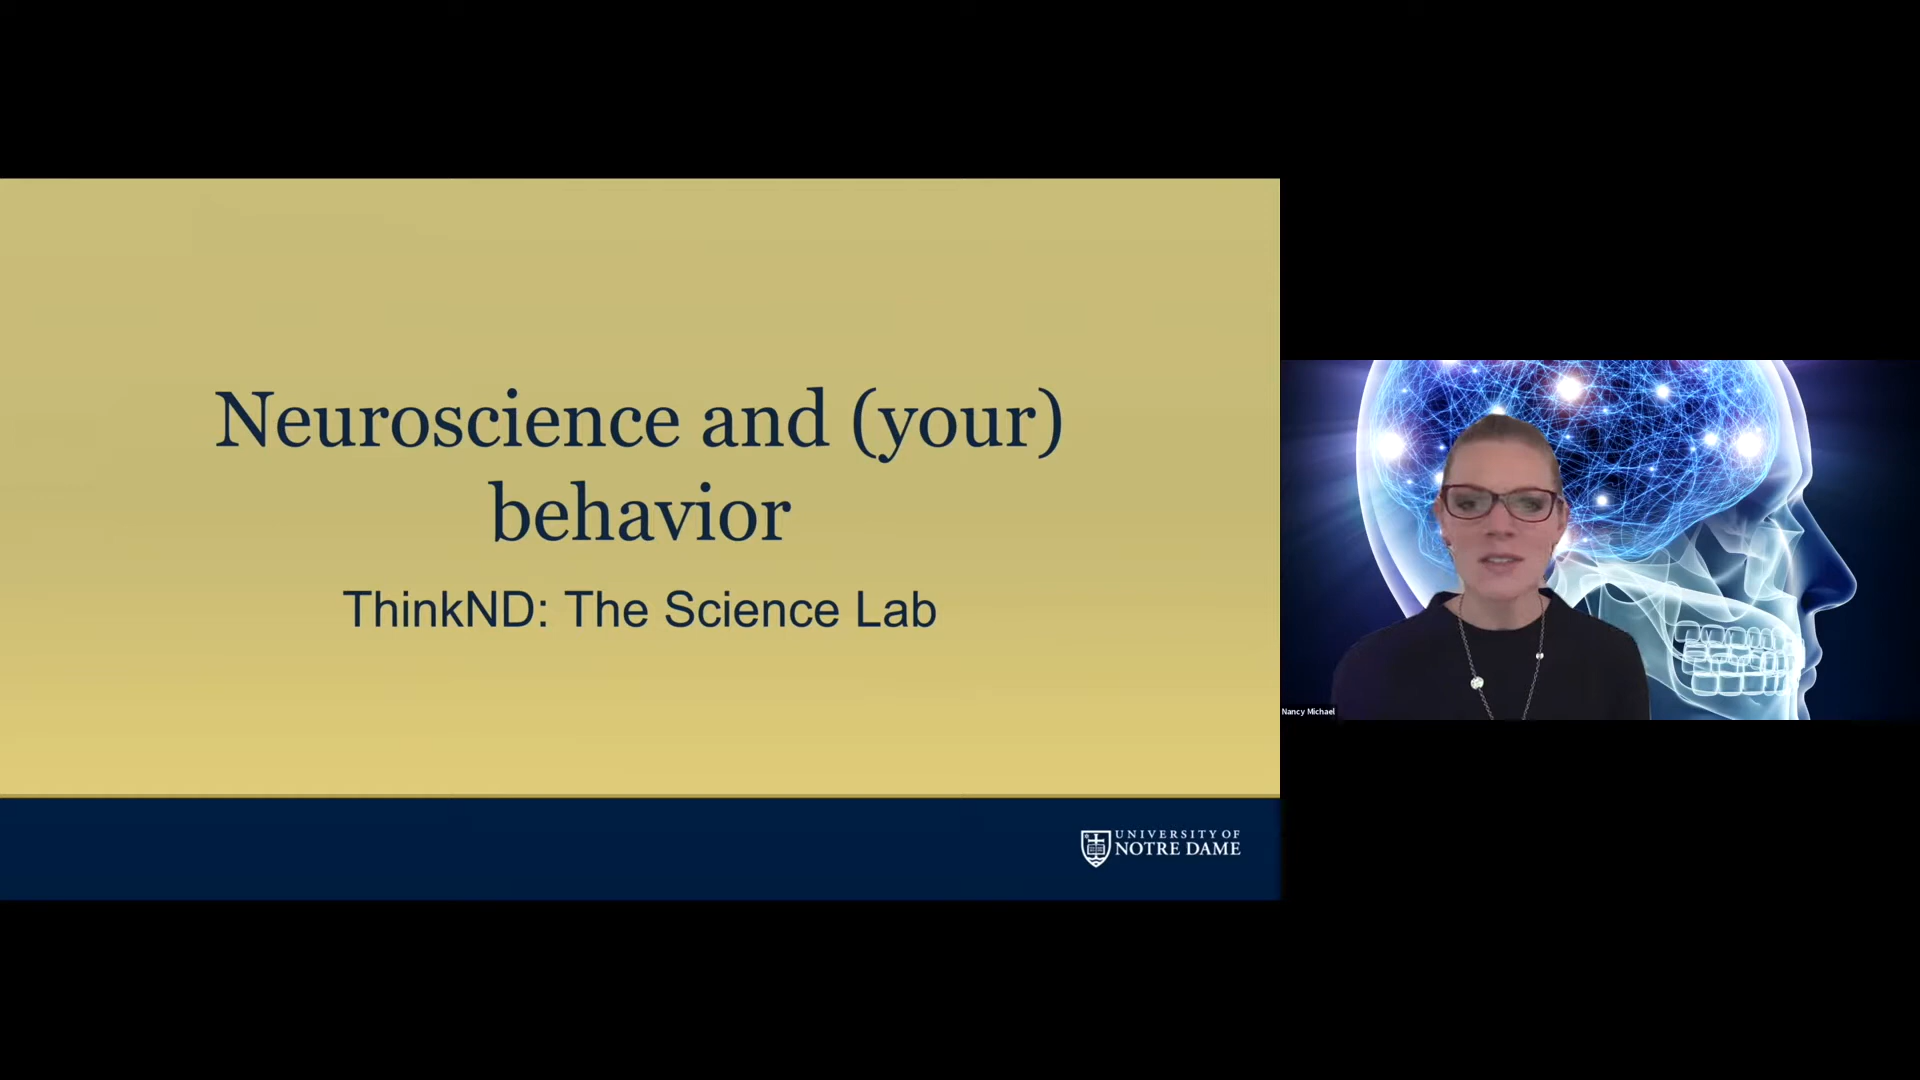 Neuroscience and (your)
behavior
ThinkND: The Science Lab
UNIVERSITY OF
NOTRE DAME
Nancy Michael